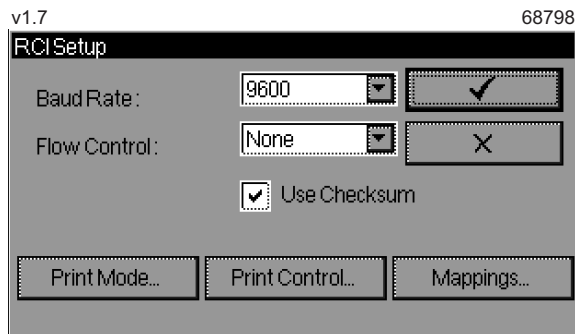 v1.7 68798
RCI Setup
Baud Rate: 9600
Flow Control: None
Use Checksum
Print Mode... Print Control... Mappings...